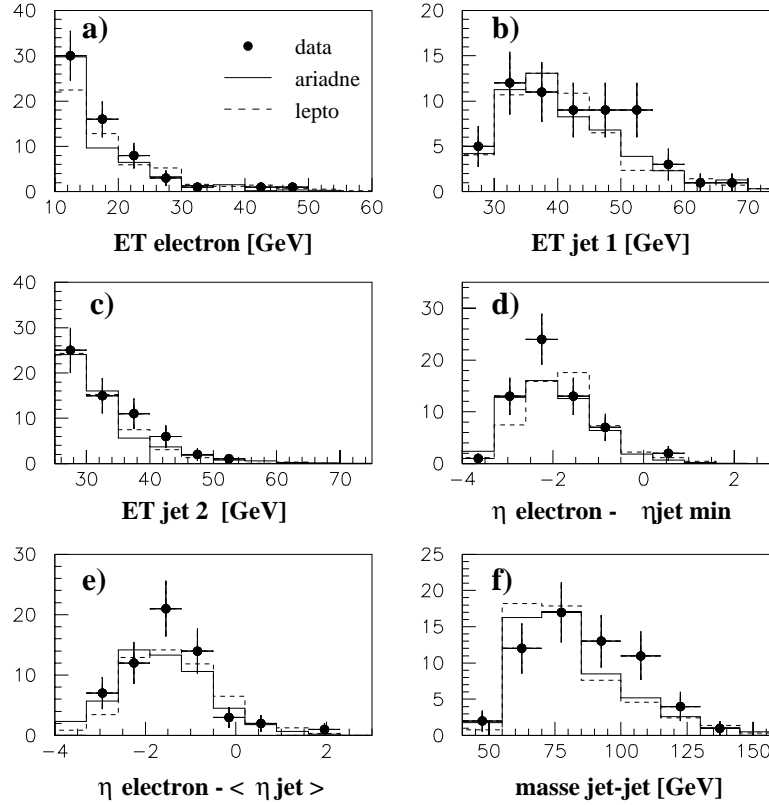 a)
data
ariadne
lepto
40
30
20
10
0
10 20 30 40 50 60
ET electron [GeV]
b)
20
15
10
5
0
30 40 50 60 70
ET jet 1 [GeV]
c)
40
30
20
10
0
30 40 50 60 70
ET jet 2 [GeV]
d)
30
20
10
0
−4 −2 0 2
η electron - ηjet min
e)
30
20
10
0
−4 −2 0 2
η electron - < η jet >
f)
25
20
15
10
5
0
50 75 100 125 150
masse jet-jet [GeV]